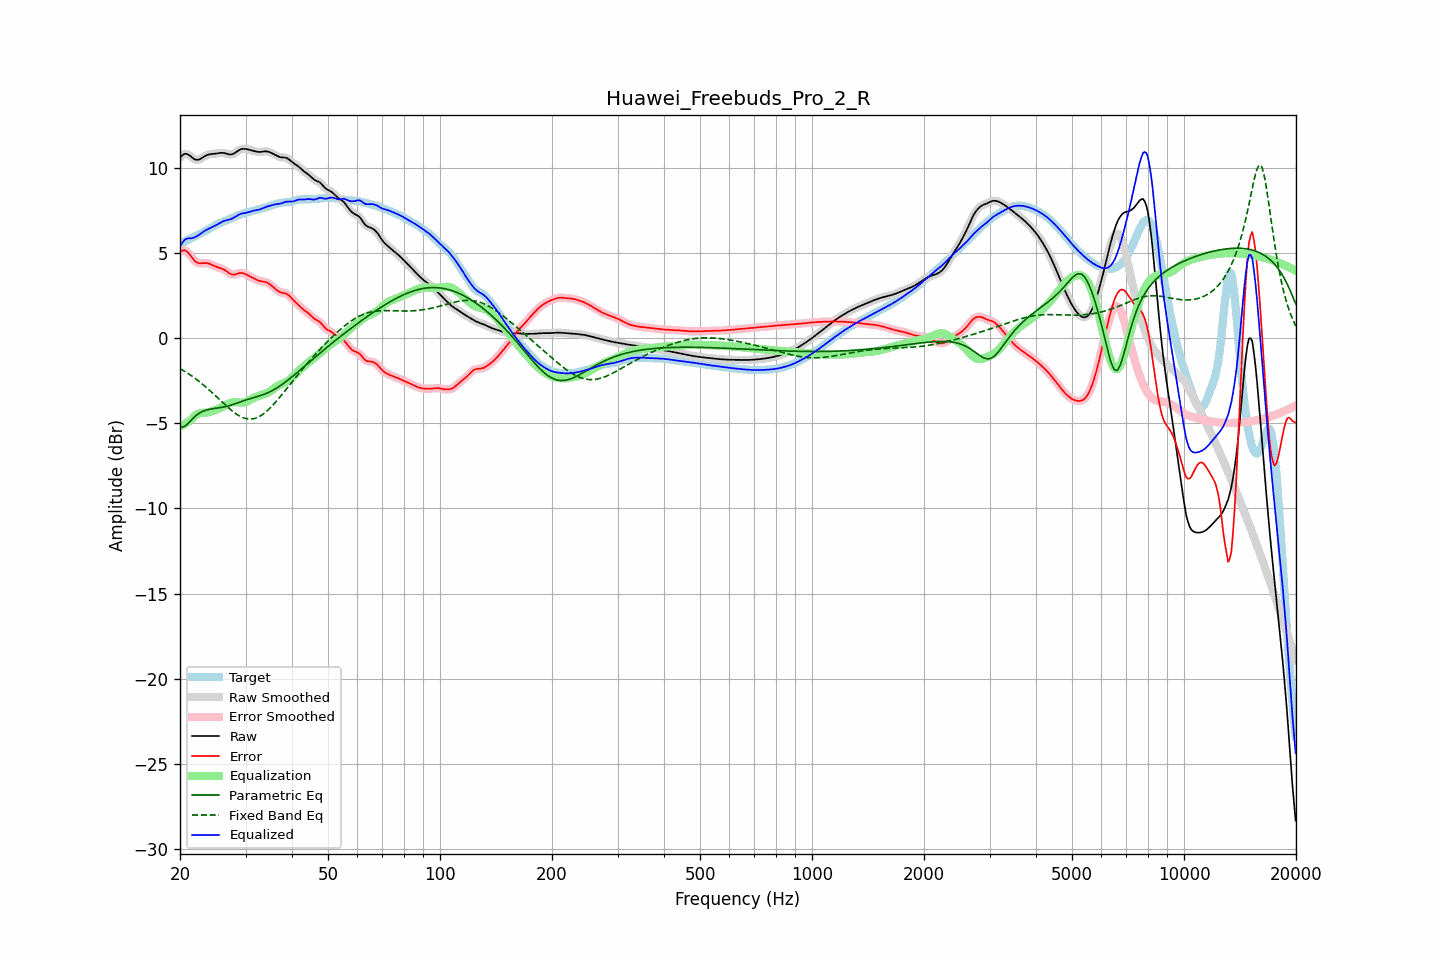 Huawei_Freebuds_Pro_2_R
Amplitude (dBr)
10
5
0
−5
−10
−15
−20
−25
−30
Target
Raw Smoothed
Error Smoothed
Raw
Error
Equalization
Parametric Eq
Fixed Band Eq
Equalized
20 50 100 200 500 1000 2000 5000 10000 20000
Frequency (Hz)